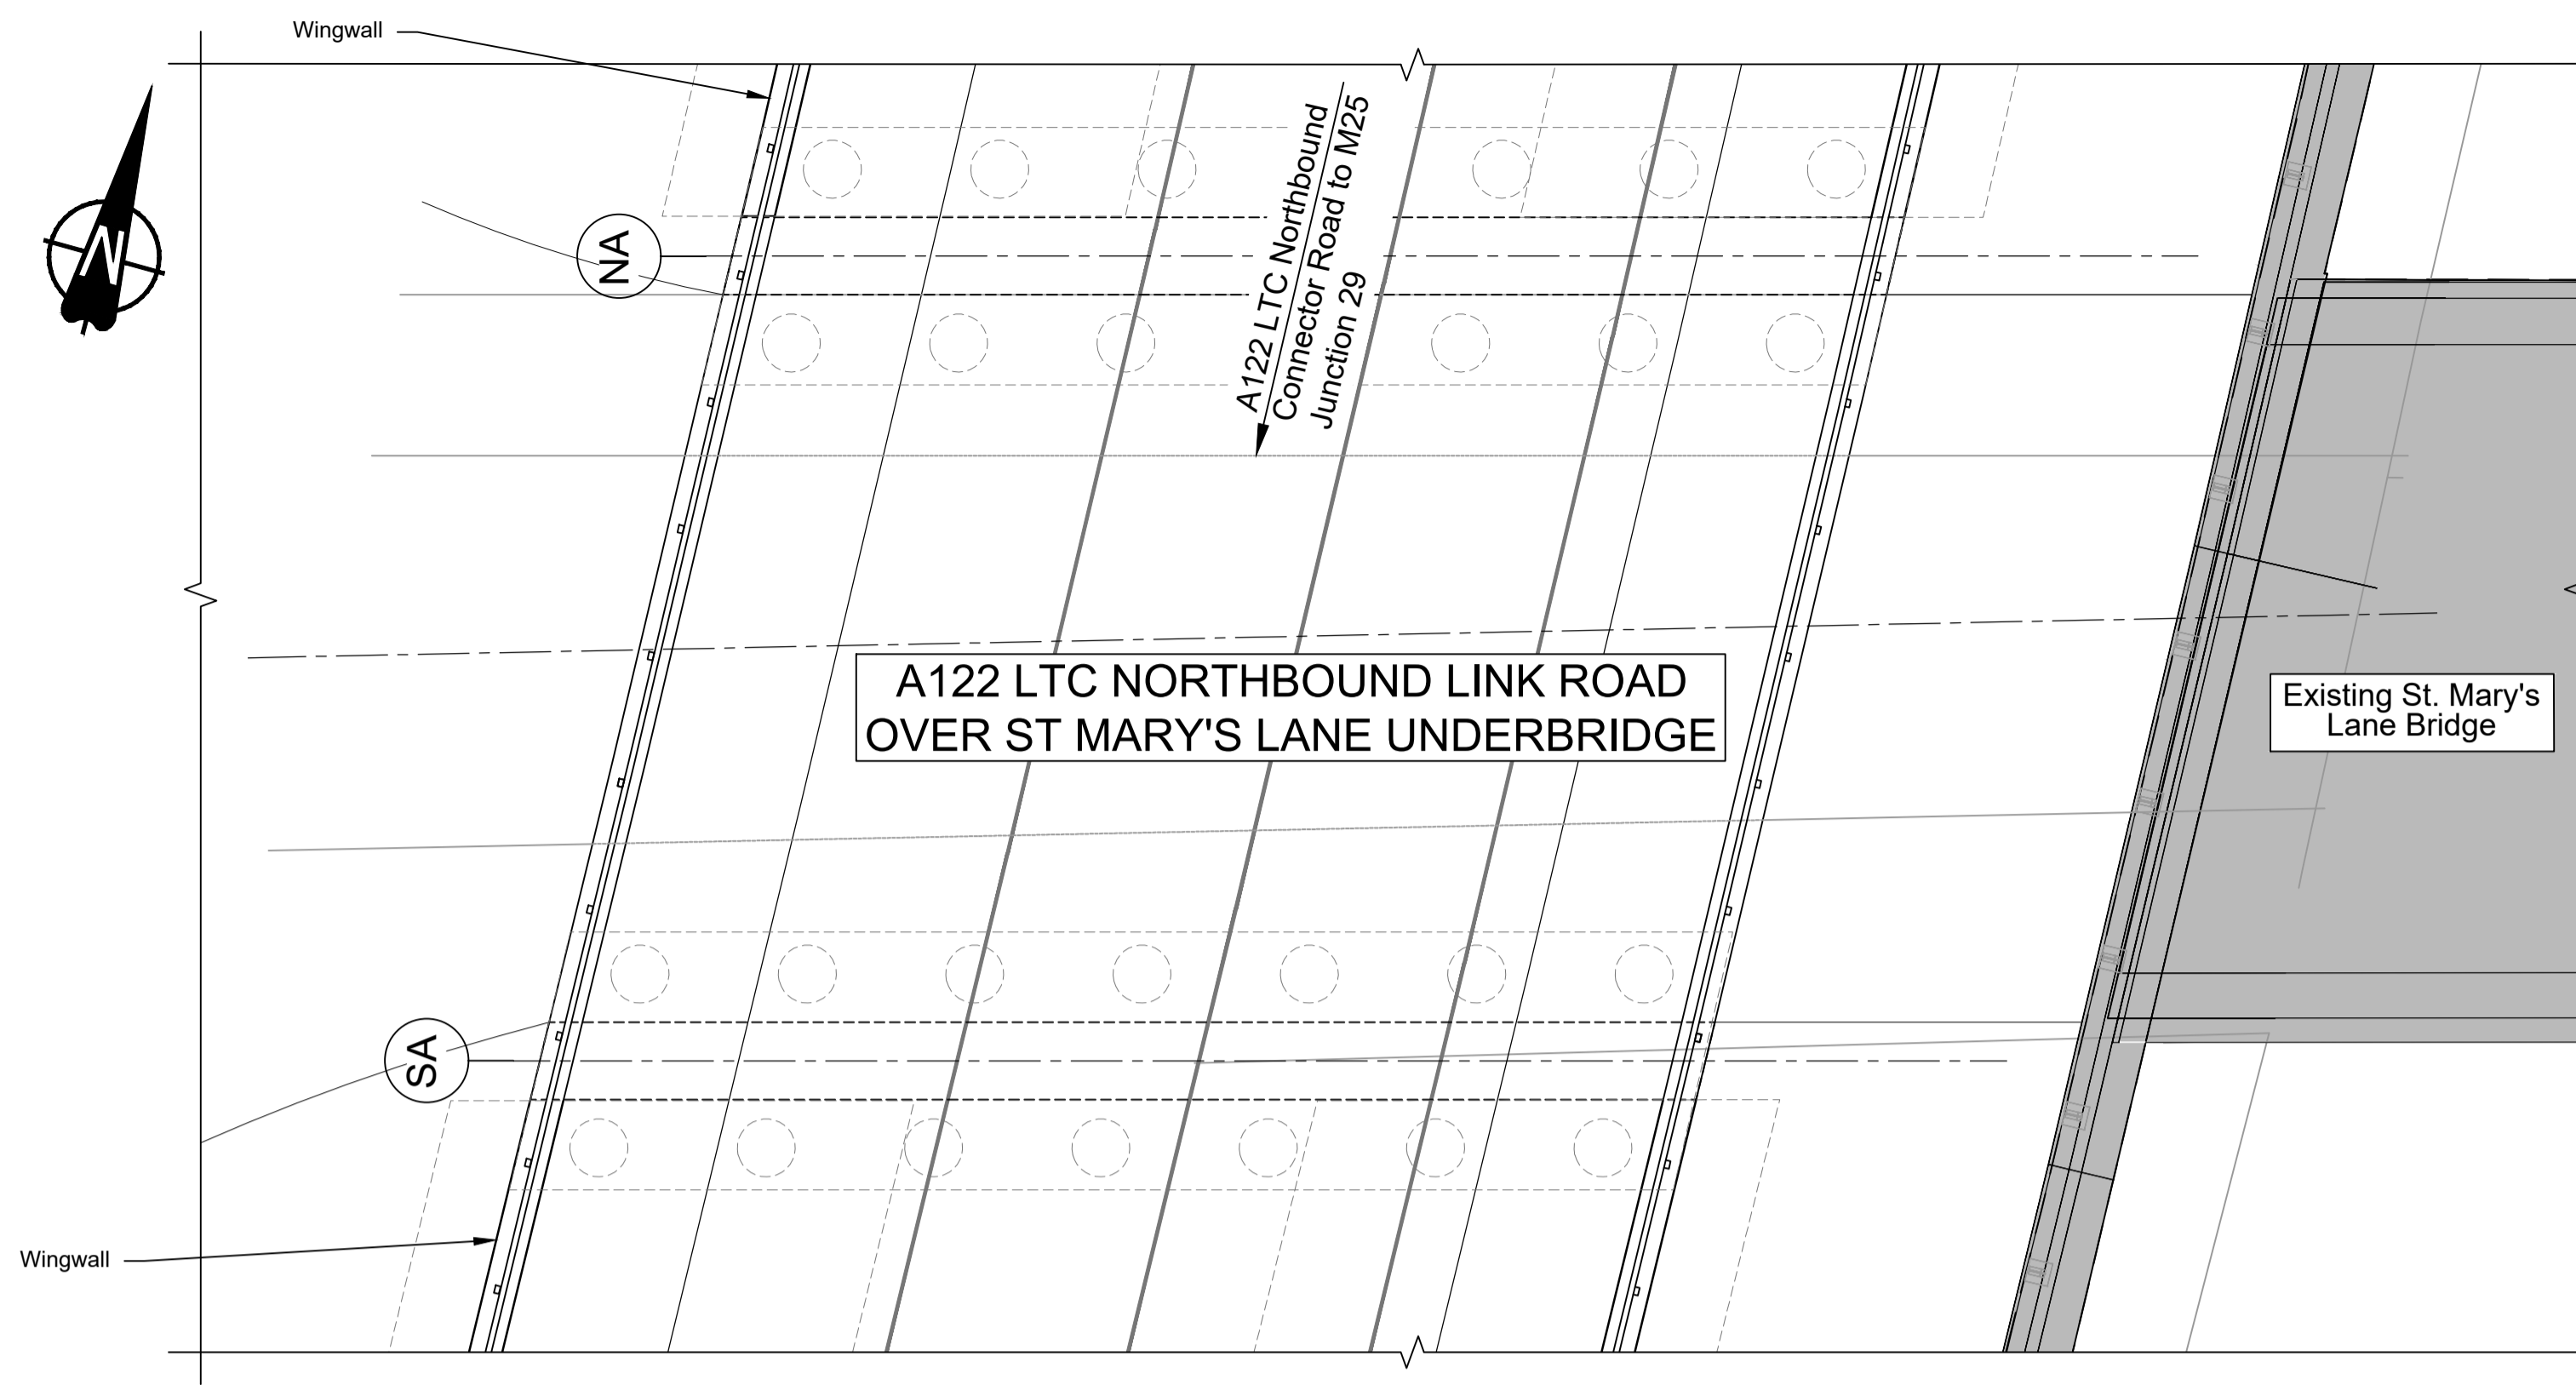 Wingwall
N
NA
A122 LTC Northbound
Connector Road to M25
Junction 29
A122 LTC NORTHBOUND LINK ROAD
OVER ST MARY'S LANE UNDERBRIDGE
Existing St. Mary's
Lane Bridge
SA
Wingwall